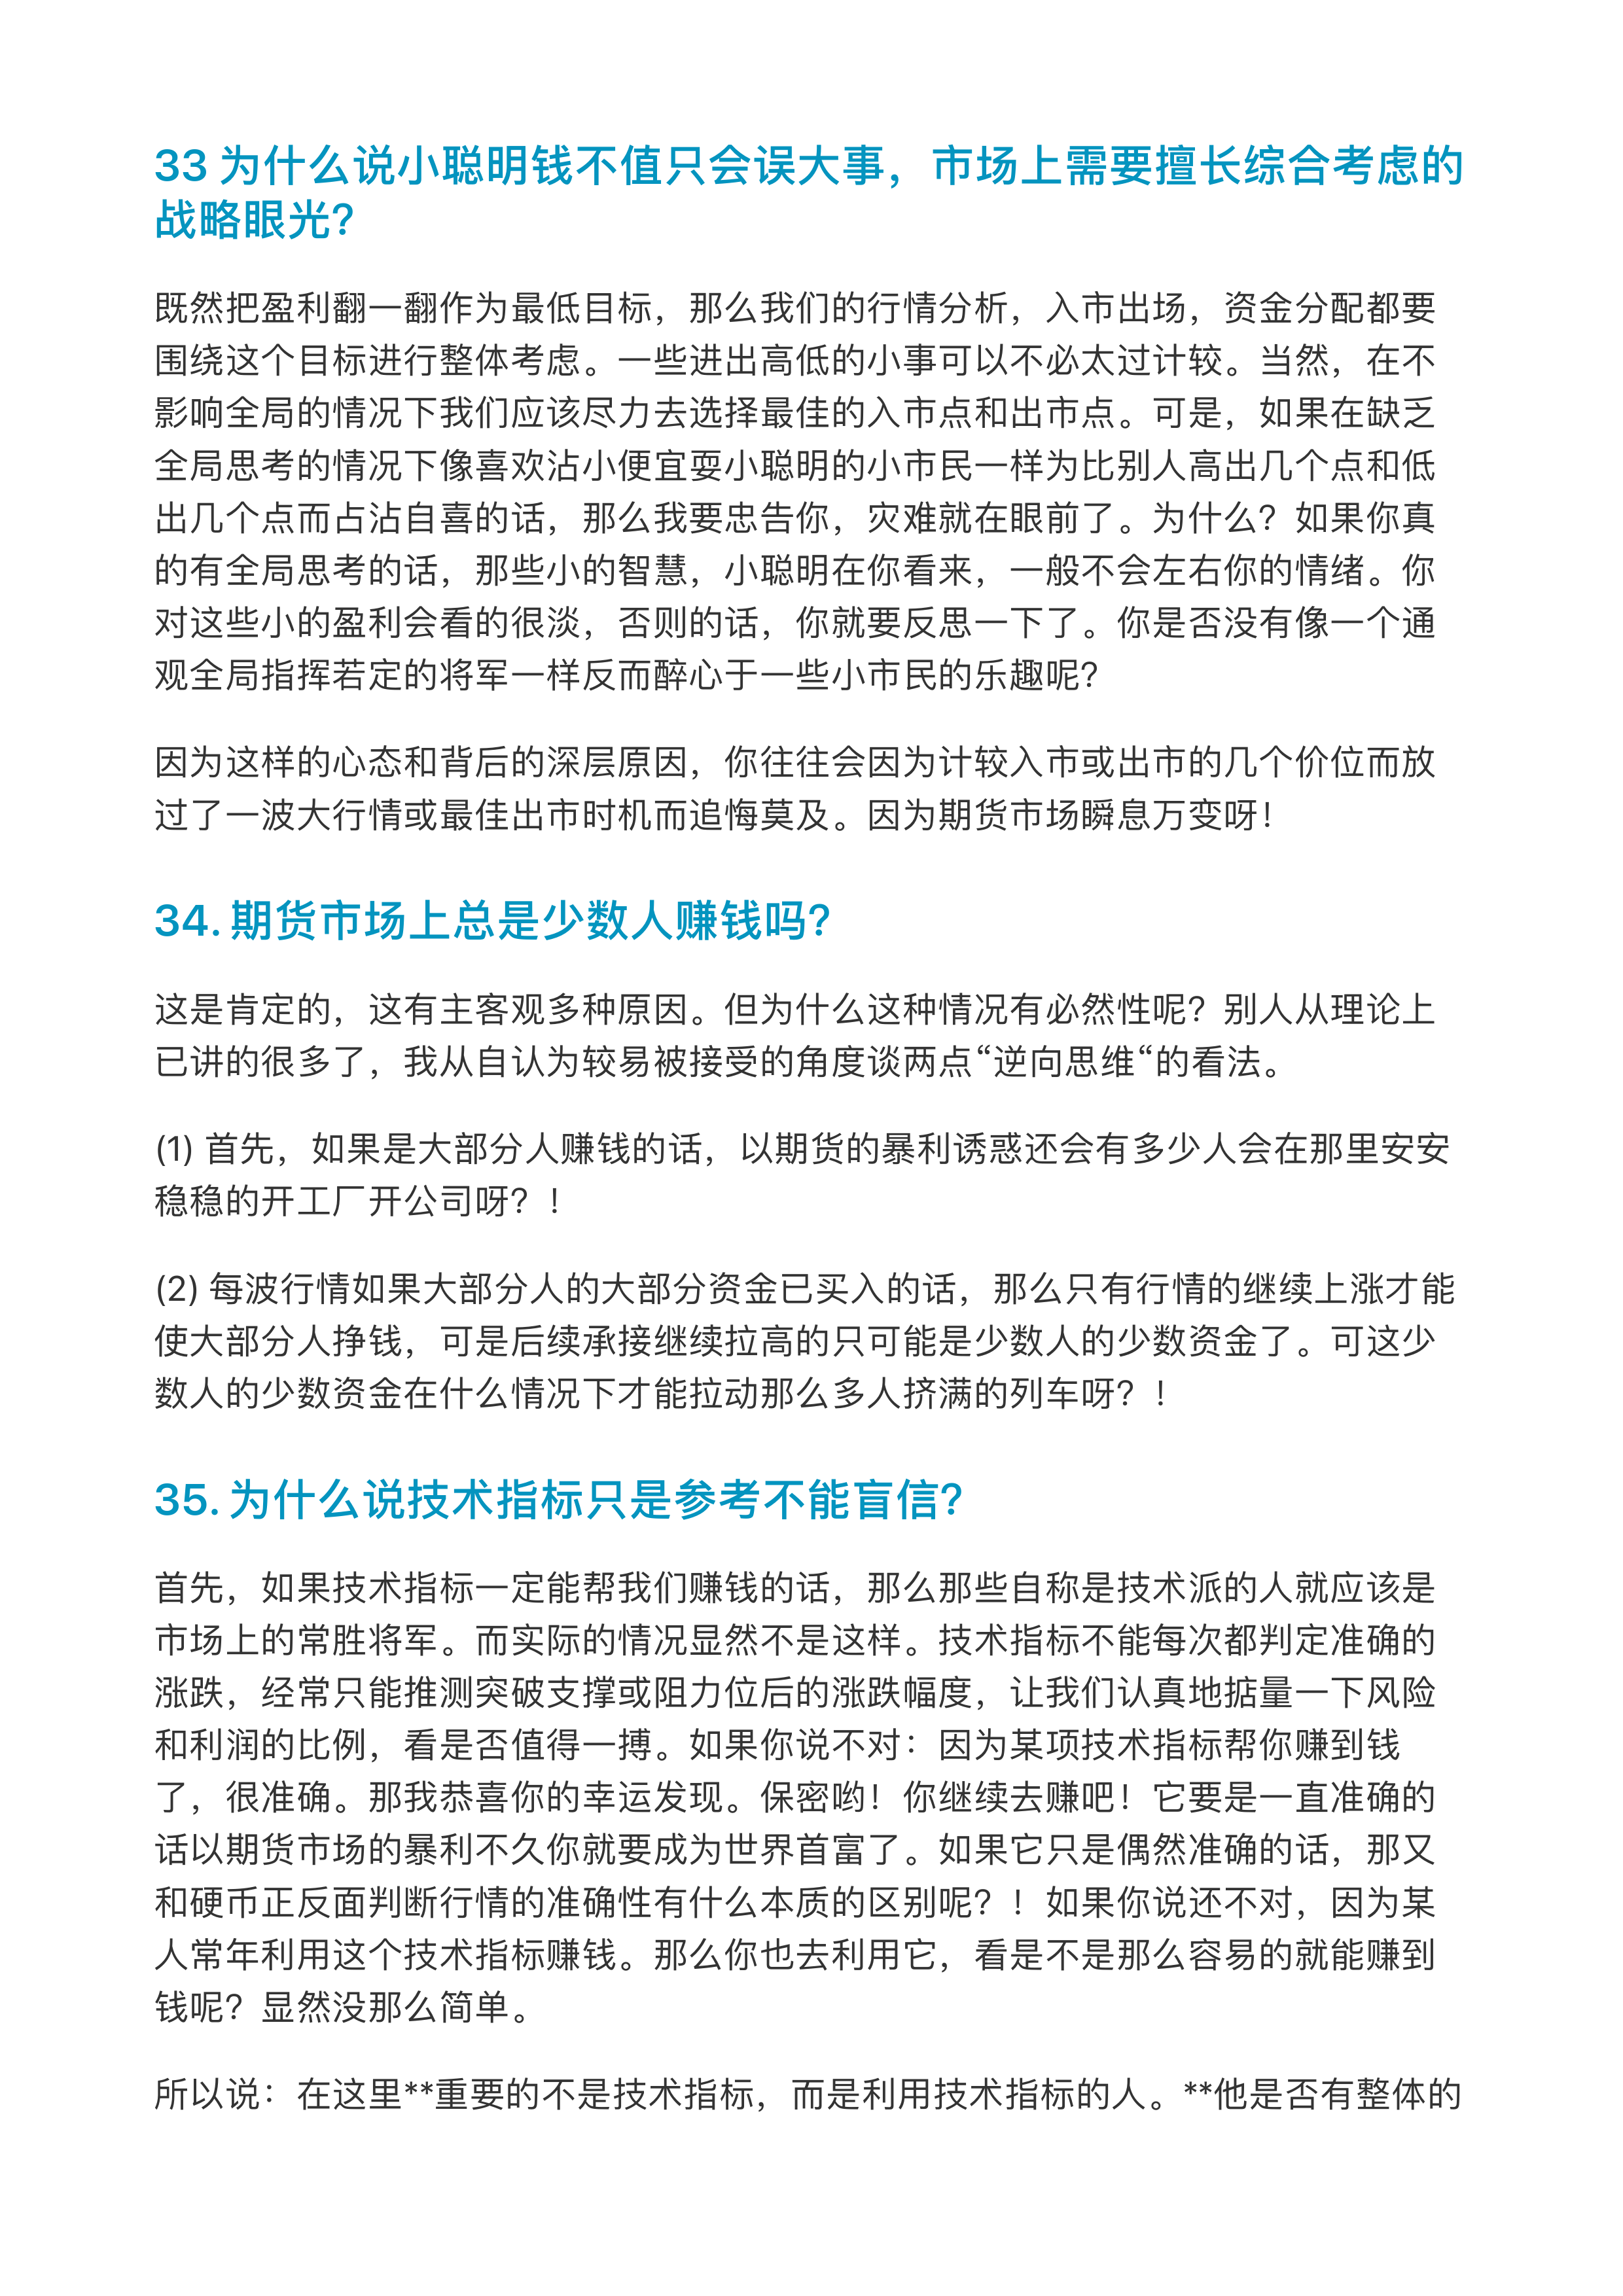 33 为什么说小聪明钱不值只会误大事，市场上需要擅长综合考虑的
战略眼光？
既然把盈利翻一翻作为最低目标，那么我们的行情分析，入市出场，资金分配都要
围绕这个目标进行整体考虑。一些进出高低的小事可以不必太过计较。当然，在不
影响全局的情况下我们应该尽力去选择最佳的入市点和出市点。可是，如果在缺乏
全局思考的情况下像喜欢沾小便宜耍小聪明的小市民一样为比别人高出几个点和低
出几个点而占沾自喜的话，那么我要忠告你，灾难就在眼前了。为什么？如果你真
的有全局思考的话，那些小的智慧，小聪明在你看来，一般不会左右你的情绪。你
对这些小的盈利会看的很淡，否则的话，你就要反思一下了。你是否没有像一个通
观全局指挥若定的将军一样反而醉心于一些小市民的乐趣呢？
因为这样的心态和背后的深层原因，你往往会因为计较入市或出市的几个价位而放
过了一波大行情或最佳出市时机而追悔莫及。因为期货市场瞬息万变呀！
34. 期货市场上总是少数人赚钱吗？
这是肯定的，这有主客观多种原因。但为什么这种情况有必然性呢？别人从理论上
已讲的很多了，我从自认为较易被接受的角度谈两点“逆向思维“的看法。
(1) 首先，如果是大部分人赚钱的话，以期货的暴利诱惑还会有多少人会在那里安安
稳稳的开工厂开公司呀？！
(2) 每波行情如果大部分人的大部分资金已买入的话，那么只有行情的继续上涨才能
使大部分人挣钱，可是后续承接继续拉高的只可能是少数人的少数资金了。可这少
数人的少数资金在什么情况下才能拉动那么多人挤满的列车呀？！
35. 为什么说技术指标只是参考不能盲信？
首先，如果技术指标一定能帮我们赚钱的话，那么那些自称是技术派的人就应该是
市场上的常胜将军。而实际的情况显然不是这样。技术指标不能每次都判定准确的
涨跌，经常只能推测突破支撑或阻力位后的涨跌幅度，让我们认真地掂量一下风险
和利润的比例，看是否值得一搏。如果你说不对：因为某项技术指标帮你赚到钱
了，很准确。那我恭喜你的幸运发现。保密哟！你继续去赚吧！它要是一直准确的
话以期货市场的暴利不久你就要成为世界首富了。如果它只是偶然准确的话，那又
和硬币正反面判断行情的准确性有什么本质的区别呢？！如果你说还不对，因为某
人常年利用这个技术指标赚钱。那么你也去利用它，看是不是那么容易的就能赚到
钱呢？显然没那么简单。
所以说：在这里**重要的不是技术指标，而是利用技术指标的人。**他是否有整体的